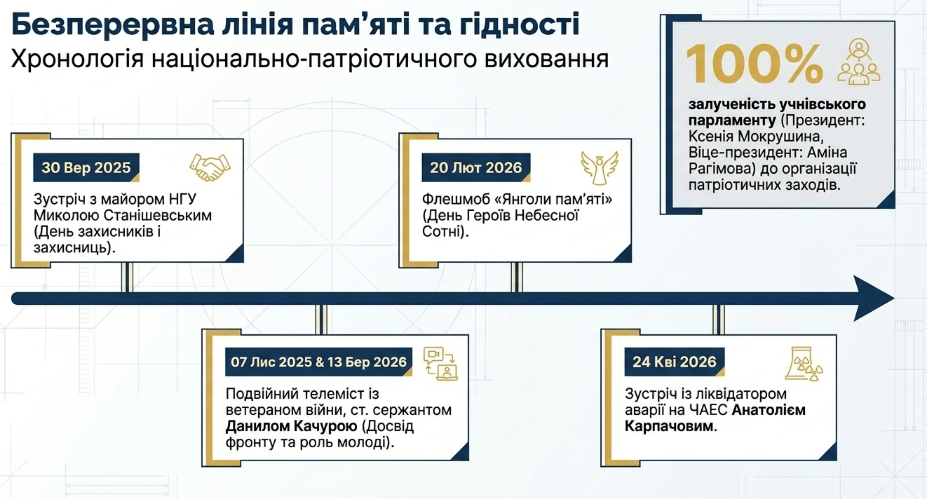 Безперервна лінія пам’яті та гідності
Хронологія національно-патріотичного виховання
100%
залученість учнівського
парламенту (Президент:
Ксенія Мокрушина,
Віце-президент: Аміна
Рагімова) до організації
патріотичних заходів.
30 Вер 2025
Зустріч з майором НГУ
Миколою Станішевським
(День захисників і
захисниць).
20 Лют 2026
Флешмоб «Янголи пам’яті»
(День Героїв Небесної
Сотні).
07 Лис 2025 & 13 Бер 2026
Подвійний телеміст із
ветераном війни, ст. сержантом
Данилом Качурою (Досвід
фронту та роль молоді).
24 Кві 2026
Зустріч із ліквідатором
аварії на ЧАЕС Анатолієм
Карпачовим.